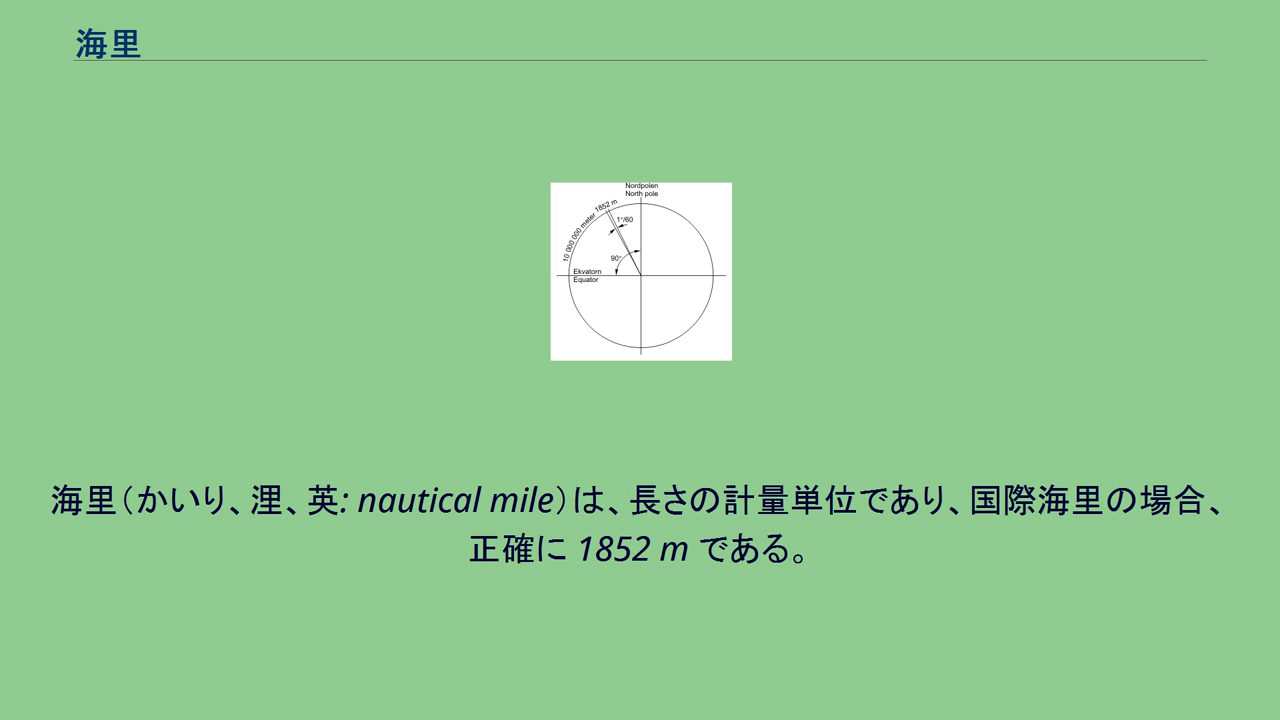 海里
Nordpolen
North pole
10 000 000 meter 1852 m
1°/60
90°
Ekvatorn
Equator
海里（かいり、浬、英: nautical mile）は、長さの計量単位であり、国際海里の場合、
正確に 1852 m である。